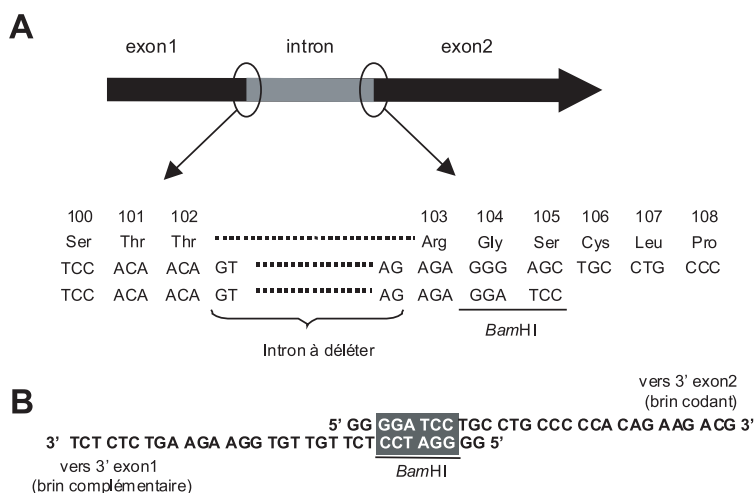 A
exon1 intron exon2
100 101 102 103 104 105 106 107 108
Ser Thr Thr Arg Gly Ser Cys Leu Pro
TCC ACA ACA GT AG AGA GGG AGC TGC CTG CCC
TCC ACA ACA GT AG AGA GGA TCC
Intron à déléter
BamHI
B
vers 3' exon2
(brin codant)
5' GG GGA TCC TGC CTG CCC CCA CAG AAG ACG 3'
3' TCT CTC TGA AGA AGG TGT TGT TCT CCT AGG GG 5'
vers 3' exon1
(brin complémentaire)
BamHI